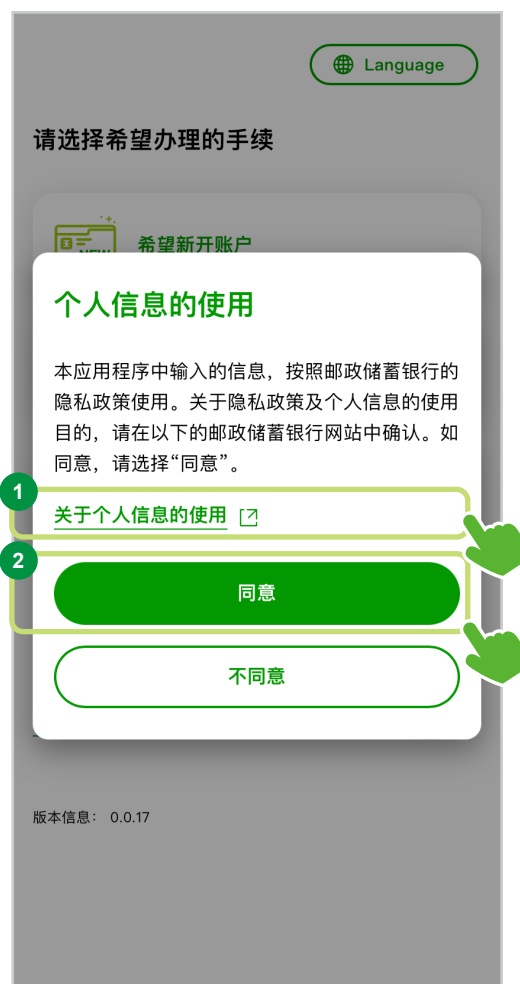 Language
请选择希望办理的手续
NEW
希望新开账户
个人信息的使用
本应用程序中输入的信息，按照邮政储蓄银行的
隐私政策使用。关于隐私政策及个人信息的使用
目的，请在以下的邮政储蓄银行网站中确认。如
同意，请选择“同意”。
1
关于个人信息的使用
2
同意
不同意
版本信息： 0.0.17